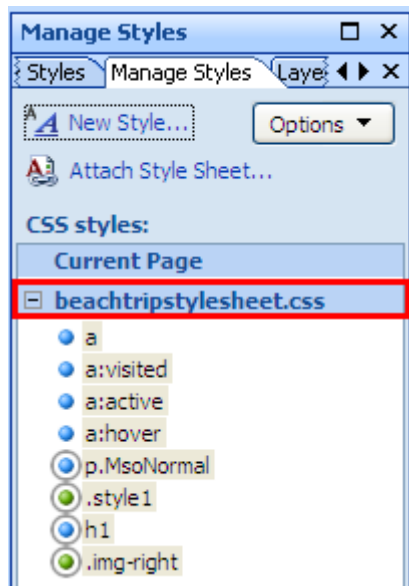 Manage Styles
Styles Manage Styles Laye
New Style... Options
Attach Style Sheet...
CSS styles:
Current Page
beachtripstylesheet.css
a
a:visited
a:active
a:hover
p.MsoNormal
.style1
h1
.img-right